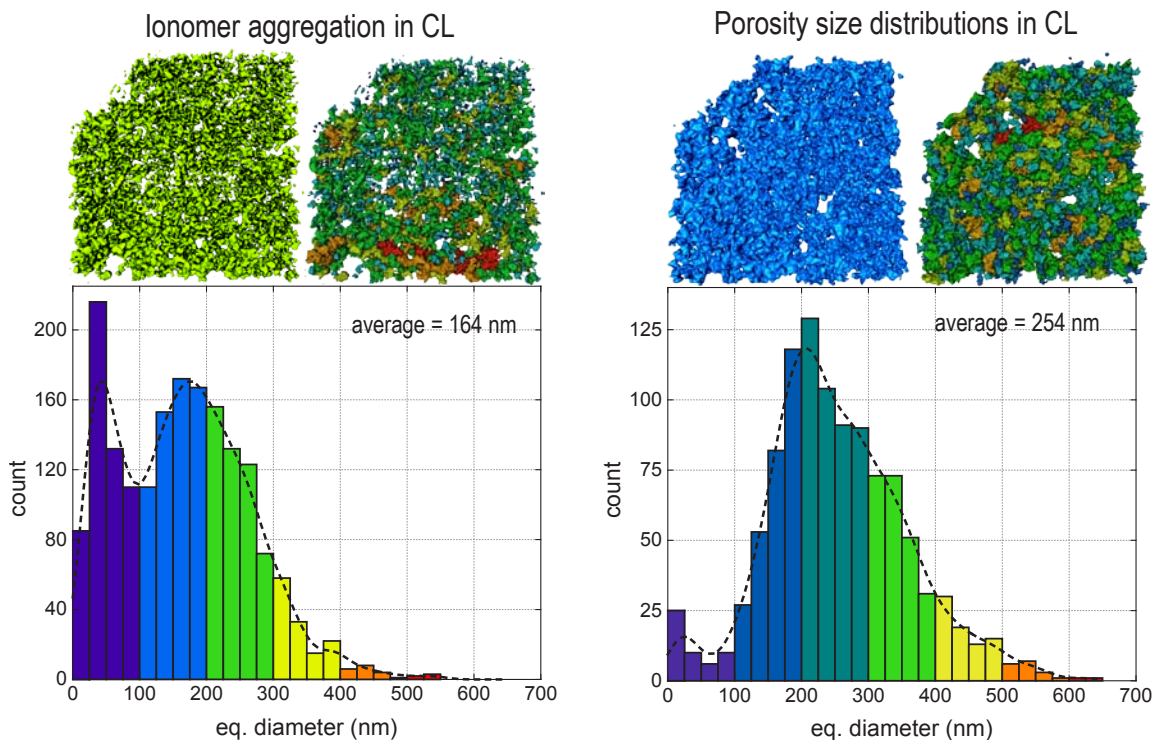 Ionomer aggregation in CL
Porosity size distributions in CL
average = 164 nm
200
160
120
80
40
0
count
0 100 200 300 400 500 600 700
eq. diameter (nm)
average = 254 nm
125
100
75
50
25
0
count
0 100 200 300 400 500 600 700
eq. diameter (nm)